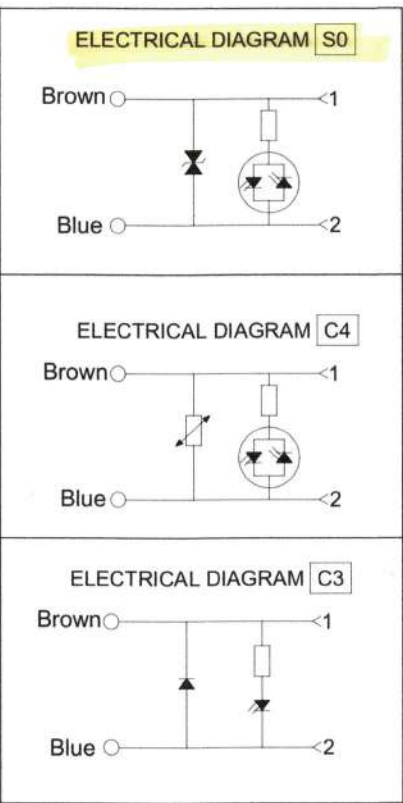 ELECTRICAL DIAGRAM S0
Brown 1
Blue 2
ELECTRICAL DIAGRAM C4
Brown 1
Blue 2
ELECTRICAL DIAGRAM C3
Brown 1
Blue 2